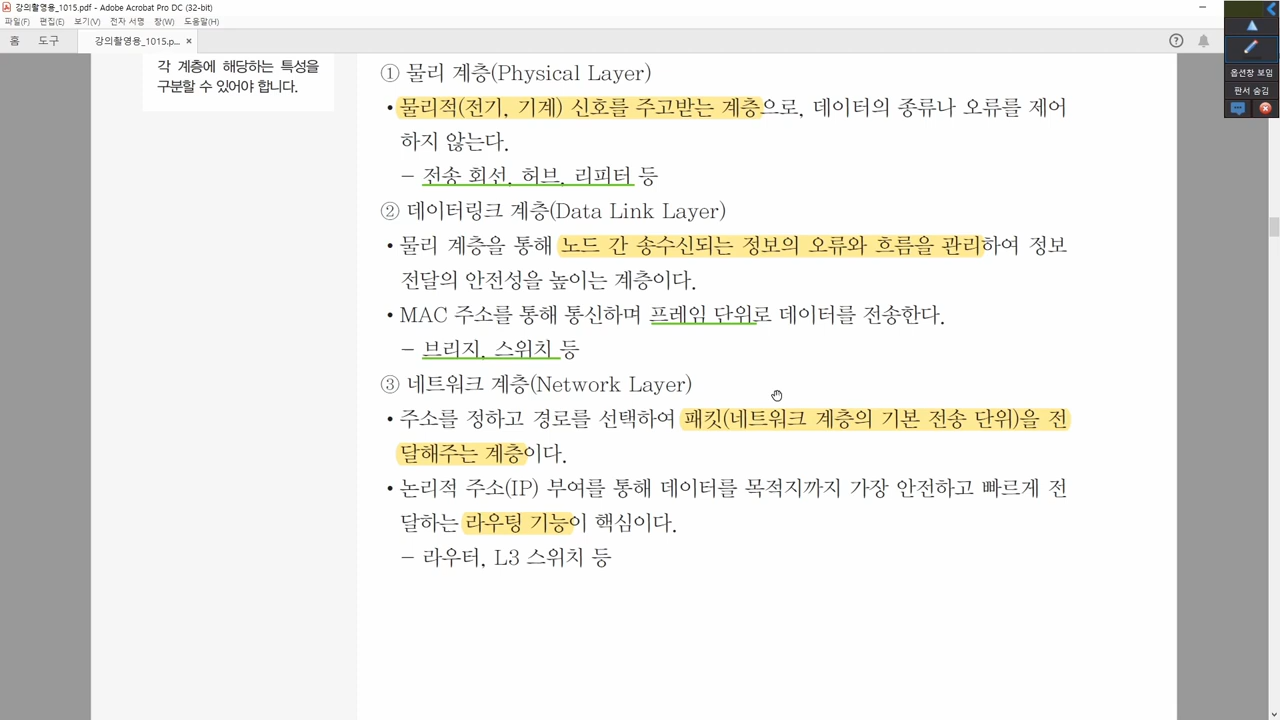 강의촬영용_1015.pdf - Adobe Acrobat Pro DC (32-bit)
파일(F) 편집(E) 보기(V) 전자 서명 창(W) 도움말(H)
홈 도구 강의촬영용_1015.p... ×
옵션창 보임
판서 숨김
각 계층에 해당하는 특성을
구분할 수 있어야 합니다.
① 물리 계층(Physical Layer)
• 물리적(전기, 기계) 신호를 주고받는 계층으로, 데이터의 종류나 오류를 제어
하지 않는다.
– 전송 회선, 허브, 리피터 등
② 데이터링크 계층(Data Link Layer)
• 물리 계층을 통해 노드 간 송수신되는 정보의 오류와 흐름을 관리하여 정보
전달의 안전성을 높이는 계층이다.
• MAC 주소를 통해 통신하며 프레임 단위로 데이터를 전송한다.
– 브리지, 스위치 등
③ 네트워크 계층(Network Layer)
• 주소를 정하고 경로를 선택하여 패킷(네트워크 계층의 기본 전송 단위)을 전
달해주는 계층이다.
• 논리적 주소(IP) 부여를 통해 데이터를 목적지까지 가장 안전하고 빠르게 전
달하는 라우팅 기능이 핵심이다.
– 라우터, L3 스위치 등